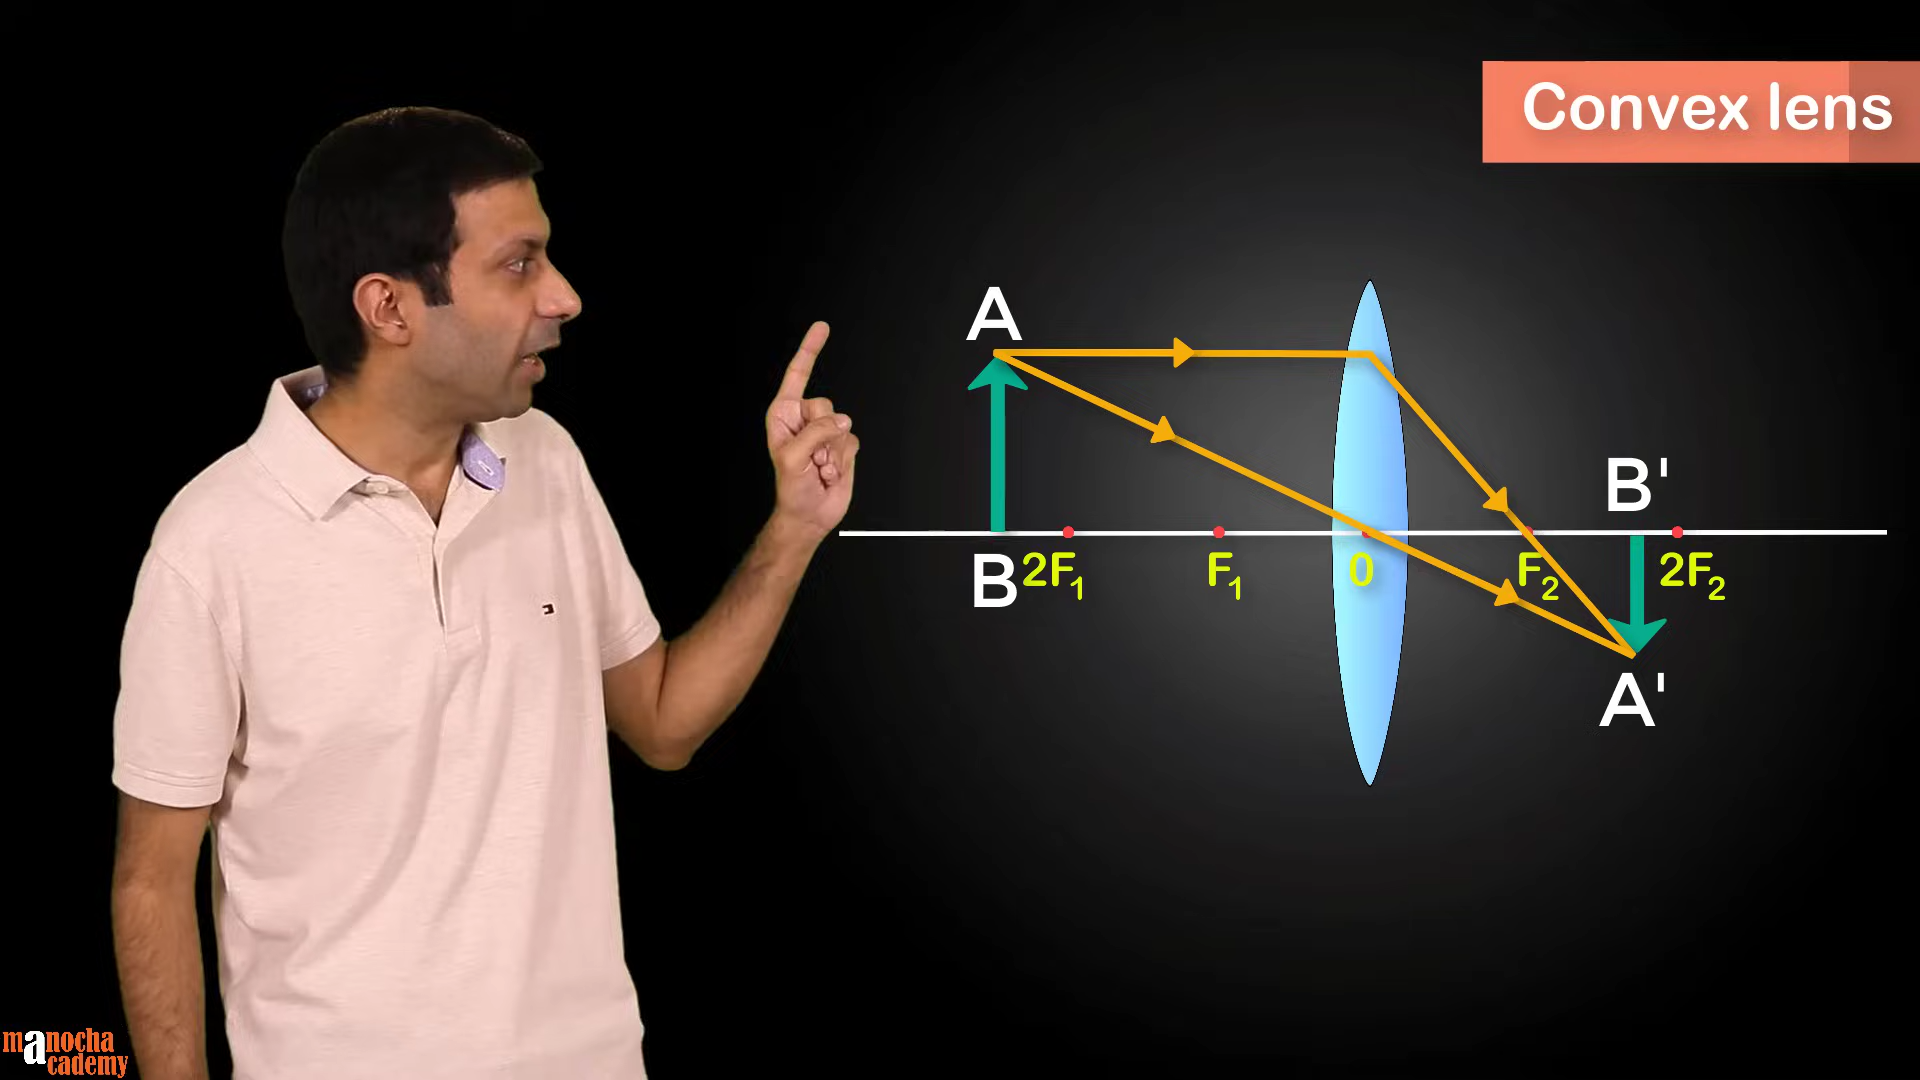 Convex lens
A
B'
B 2F₁ F₁ 0 F₂ 2F₂
A'
manocha
academy